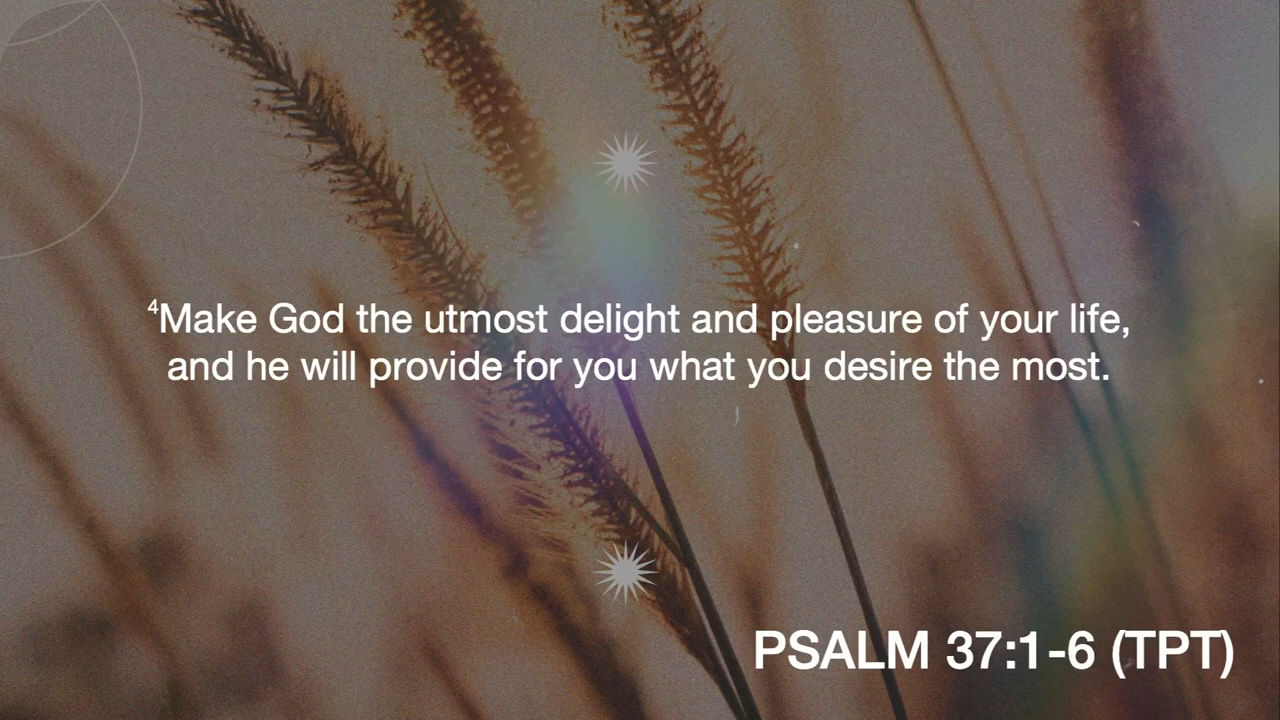 ⁴Make God the utmost delight and pleasure of your life,
and he will provide for you what you desire the most.
PSALM 37:1-6 (TPT)